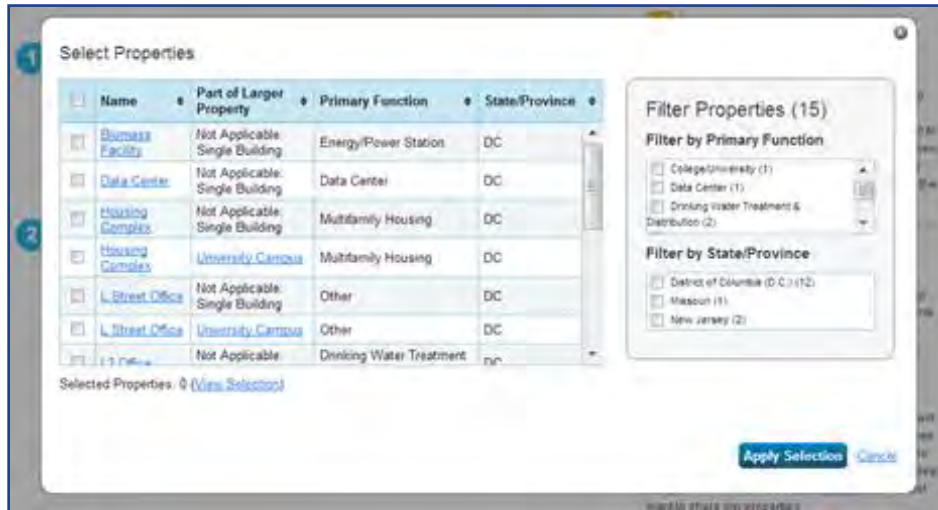 1
Select Properties
Name
Part of Larger
Property
Primary Function
State/Province
Biomass
Facility
Not Applicable:
Single Building
Energy/Power Station
DC
Data Center
Not Applicable:
Single Building
Data Center
DC
Housing
Complex
Not Applicable:
Single Building
Multifamily Housing
DC
Housing
Complex
University Campus
Multifamily Housing
DC
L Street Office
Not Applicable:
Single Building
Other
DC
L Street Office
University Campus
Other
DC
Not Applicable:
Drinking Water Treatment
DC
Selected Properties: 0 (View Selection)
2
Filter Properties (15)
Filter by Primary Function
College/University (1)
Data Center (1)
Drinking Water Treatment &
Distribution (2)
Filter by State/Province
District of Columbia (D.C.) (12)
Missouri (1)
New Jersey (2)
Apply Selection
Cancel